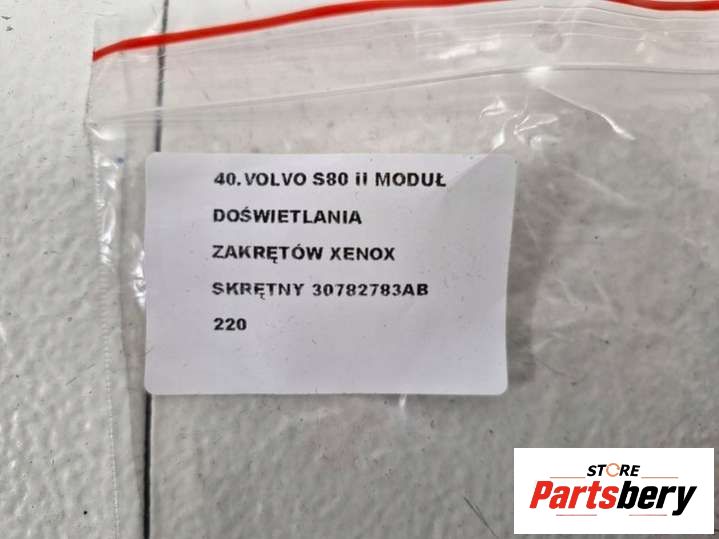 40.VOLVO S80 ii MODUŁ
DOŚWIETLANIA
ZAKRĘTÓW XENOX
SKRĘTNY 30782783AB
220
STORE
Partsbery